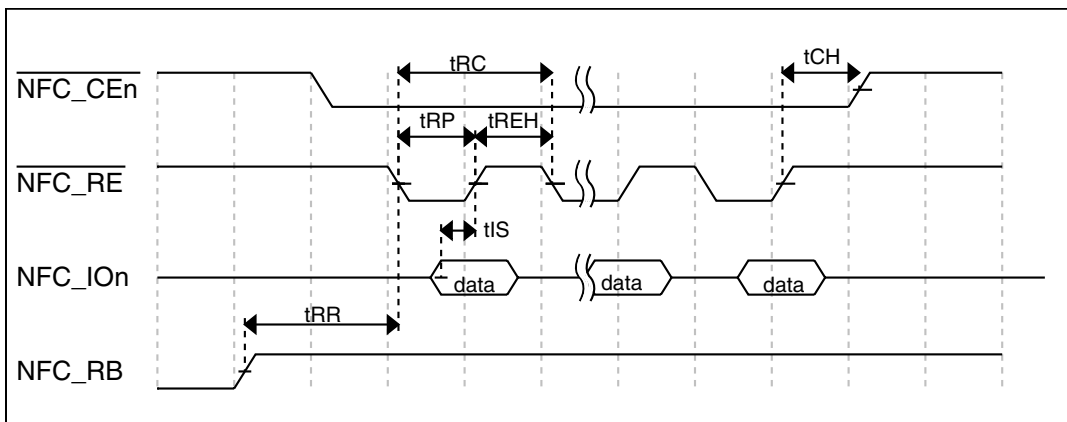 tRC
tCH
NFC_CEn
tRP
tREH
NFC_RE
tIS
NFC_IOn
data
data
data
tRR
NFC_RB